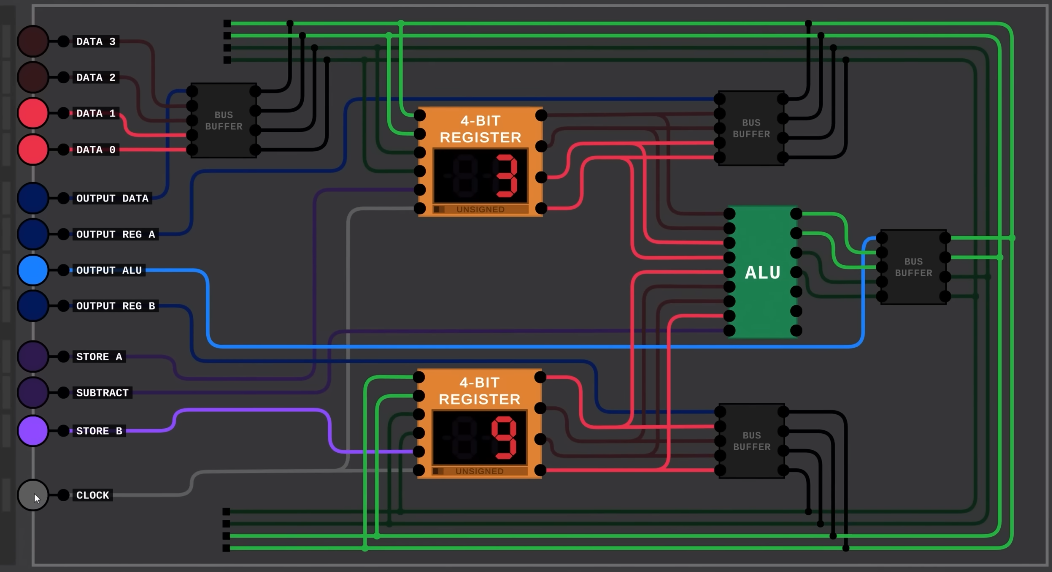 DATA 3
DATA 2
DATA 1
DATA 0
OUTPUT DATA
OUTPUT REG A
OUTPUT ALU
OUTPUT REG B
STORE A
SUBTRACT
STORE B
CLOCK
BUS
BUFFER
4-BIT
REGISTER
3
UNSIGNED
4-BIT
REGISTER
9
UNSIGNED
BUS
BUFFER
ALU
BUS
BUFFER
BUS
BUFFER